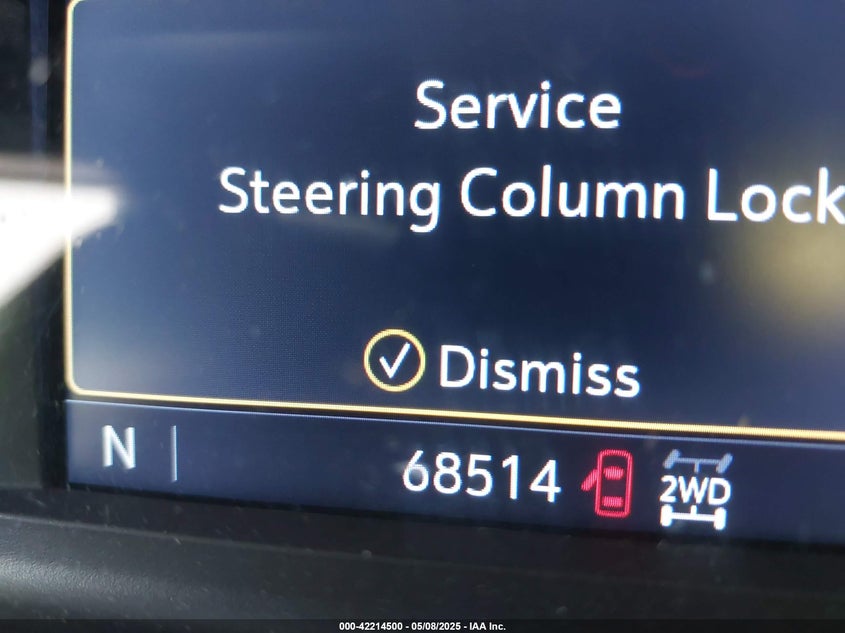 Service
Steering Column Lock
Dismiss
N 68514 2WD
000-42214500 - 05/08/2025 - IAA Inc.